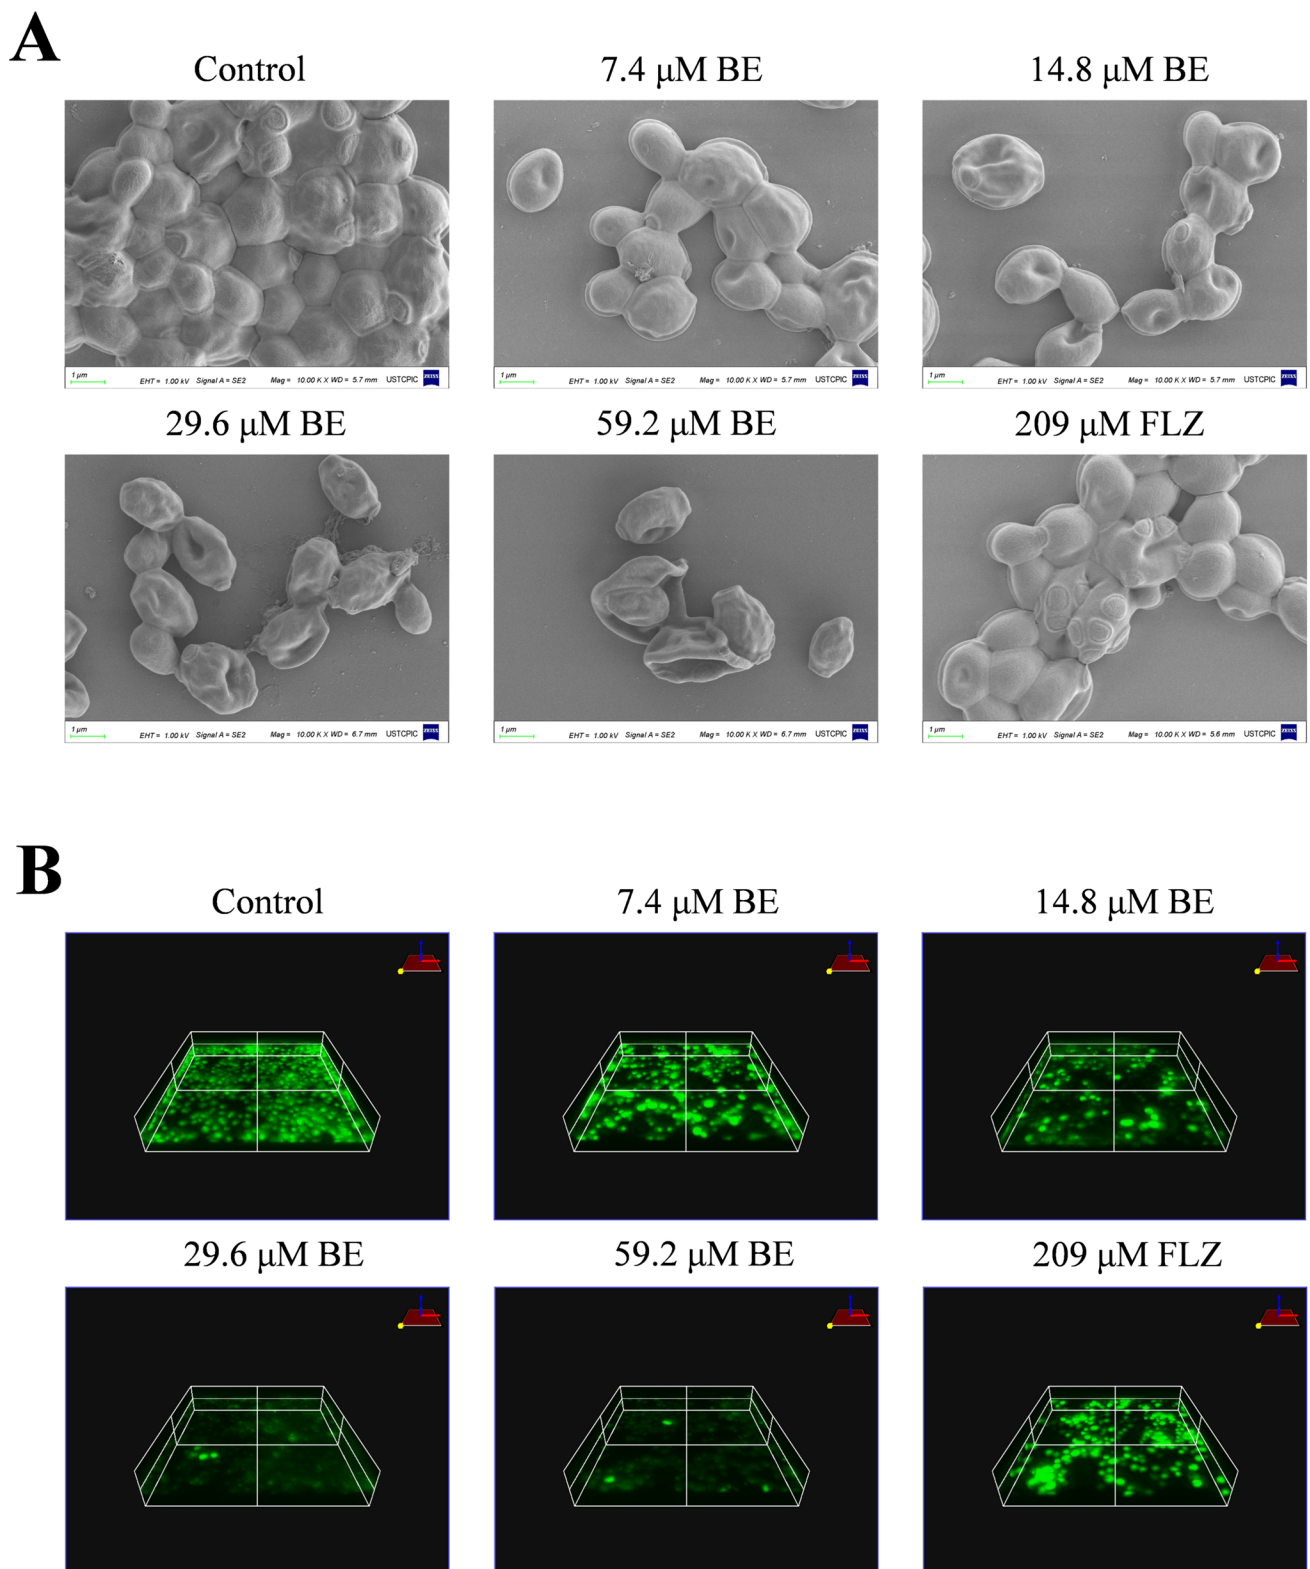 A
Control
7.4 μM BE
14.8 μM BE
1 μm EHT = 1.00 kV Signal A = SE2 Mag = 10.00 K X WD = 5.7 mm USTCPIC ZEISS
1 μm EHT = 1.00 kV Signal A = SE2 Mag = 10.00 K X WD = 5.7 mm USTCPIC ZEISS
1 μm EHT = 1.00 kV Signal A = SE2 Mag = 10.00 K X WD = 5.7 mm USTCPIC ZEISS
29.6 μM BE
59.2 μM BE
209 μM FLZ
1 μm EHT = 1.00 kV Signal A = SE2 Mag = 10.00 K X WD = 6.7 mm USTCPIC ZEISS
1 μm EHT = 1.00 kV Signal A = SE2 Mag = 10.00 K X WD = 6.7 mm USTCPIC ZEISS
1 μm EHT = 1.00 kV Signal A = SE2 Mag = 10.00 K X WD = 5.6 mm USTCPIC ZEISS
B
Control
7.4 μM BE
14.8 μM BE
29.6 μM BE
59.2 μM BE
209 μM FLZ